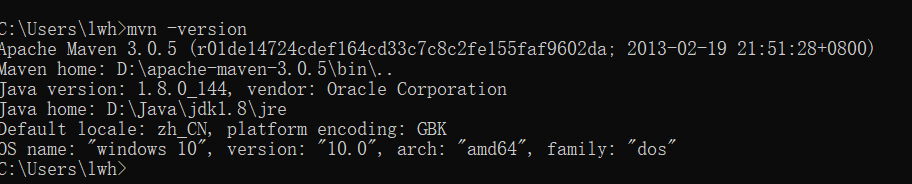 C:\Users\lwh>mvn -version
Apache Maven 3.0.5 (r01de14724cdef164cd33c7c8c2fe155faf9602da; 2013-02-19 21:51:28+0800)
Maven home: D:\apache-maven-3.0.5\bin\..
Java version: 1.8.0_144, vendor: Oracle Corporation
Java home: D:\Java\jdk1.8\jre
Default locale: zh_CN, platform encoding: GBK
OS name: "windows 10", version: "10.0", arch: "amd64", family: "dos"
C:\Users\lwh>